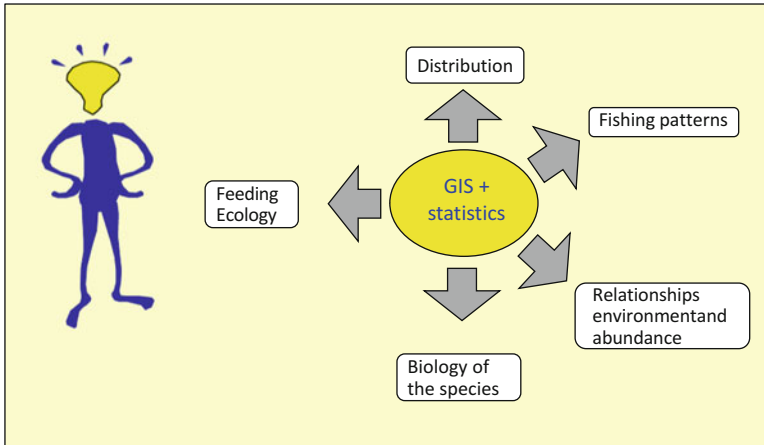 Distribution
Fishing patterns
GIS +
statistics
Feeding
Ecology
Relationships
environmentand
abundance
Biology of
the species